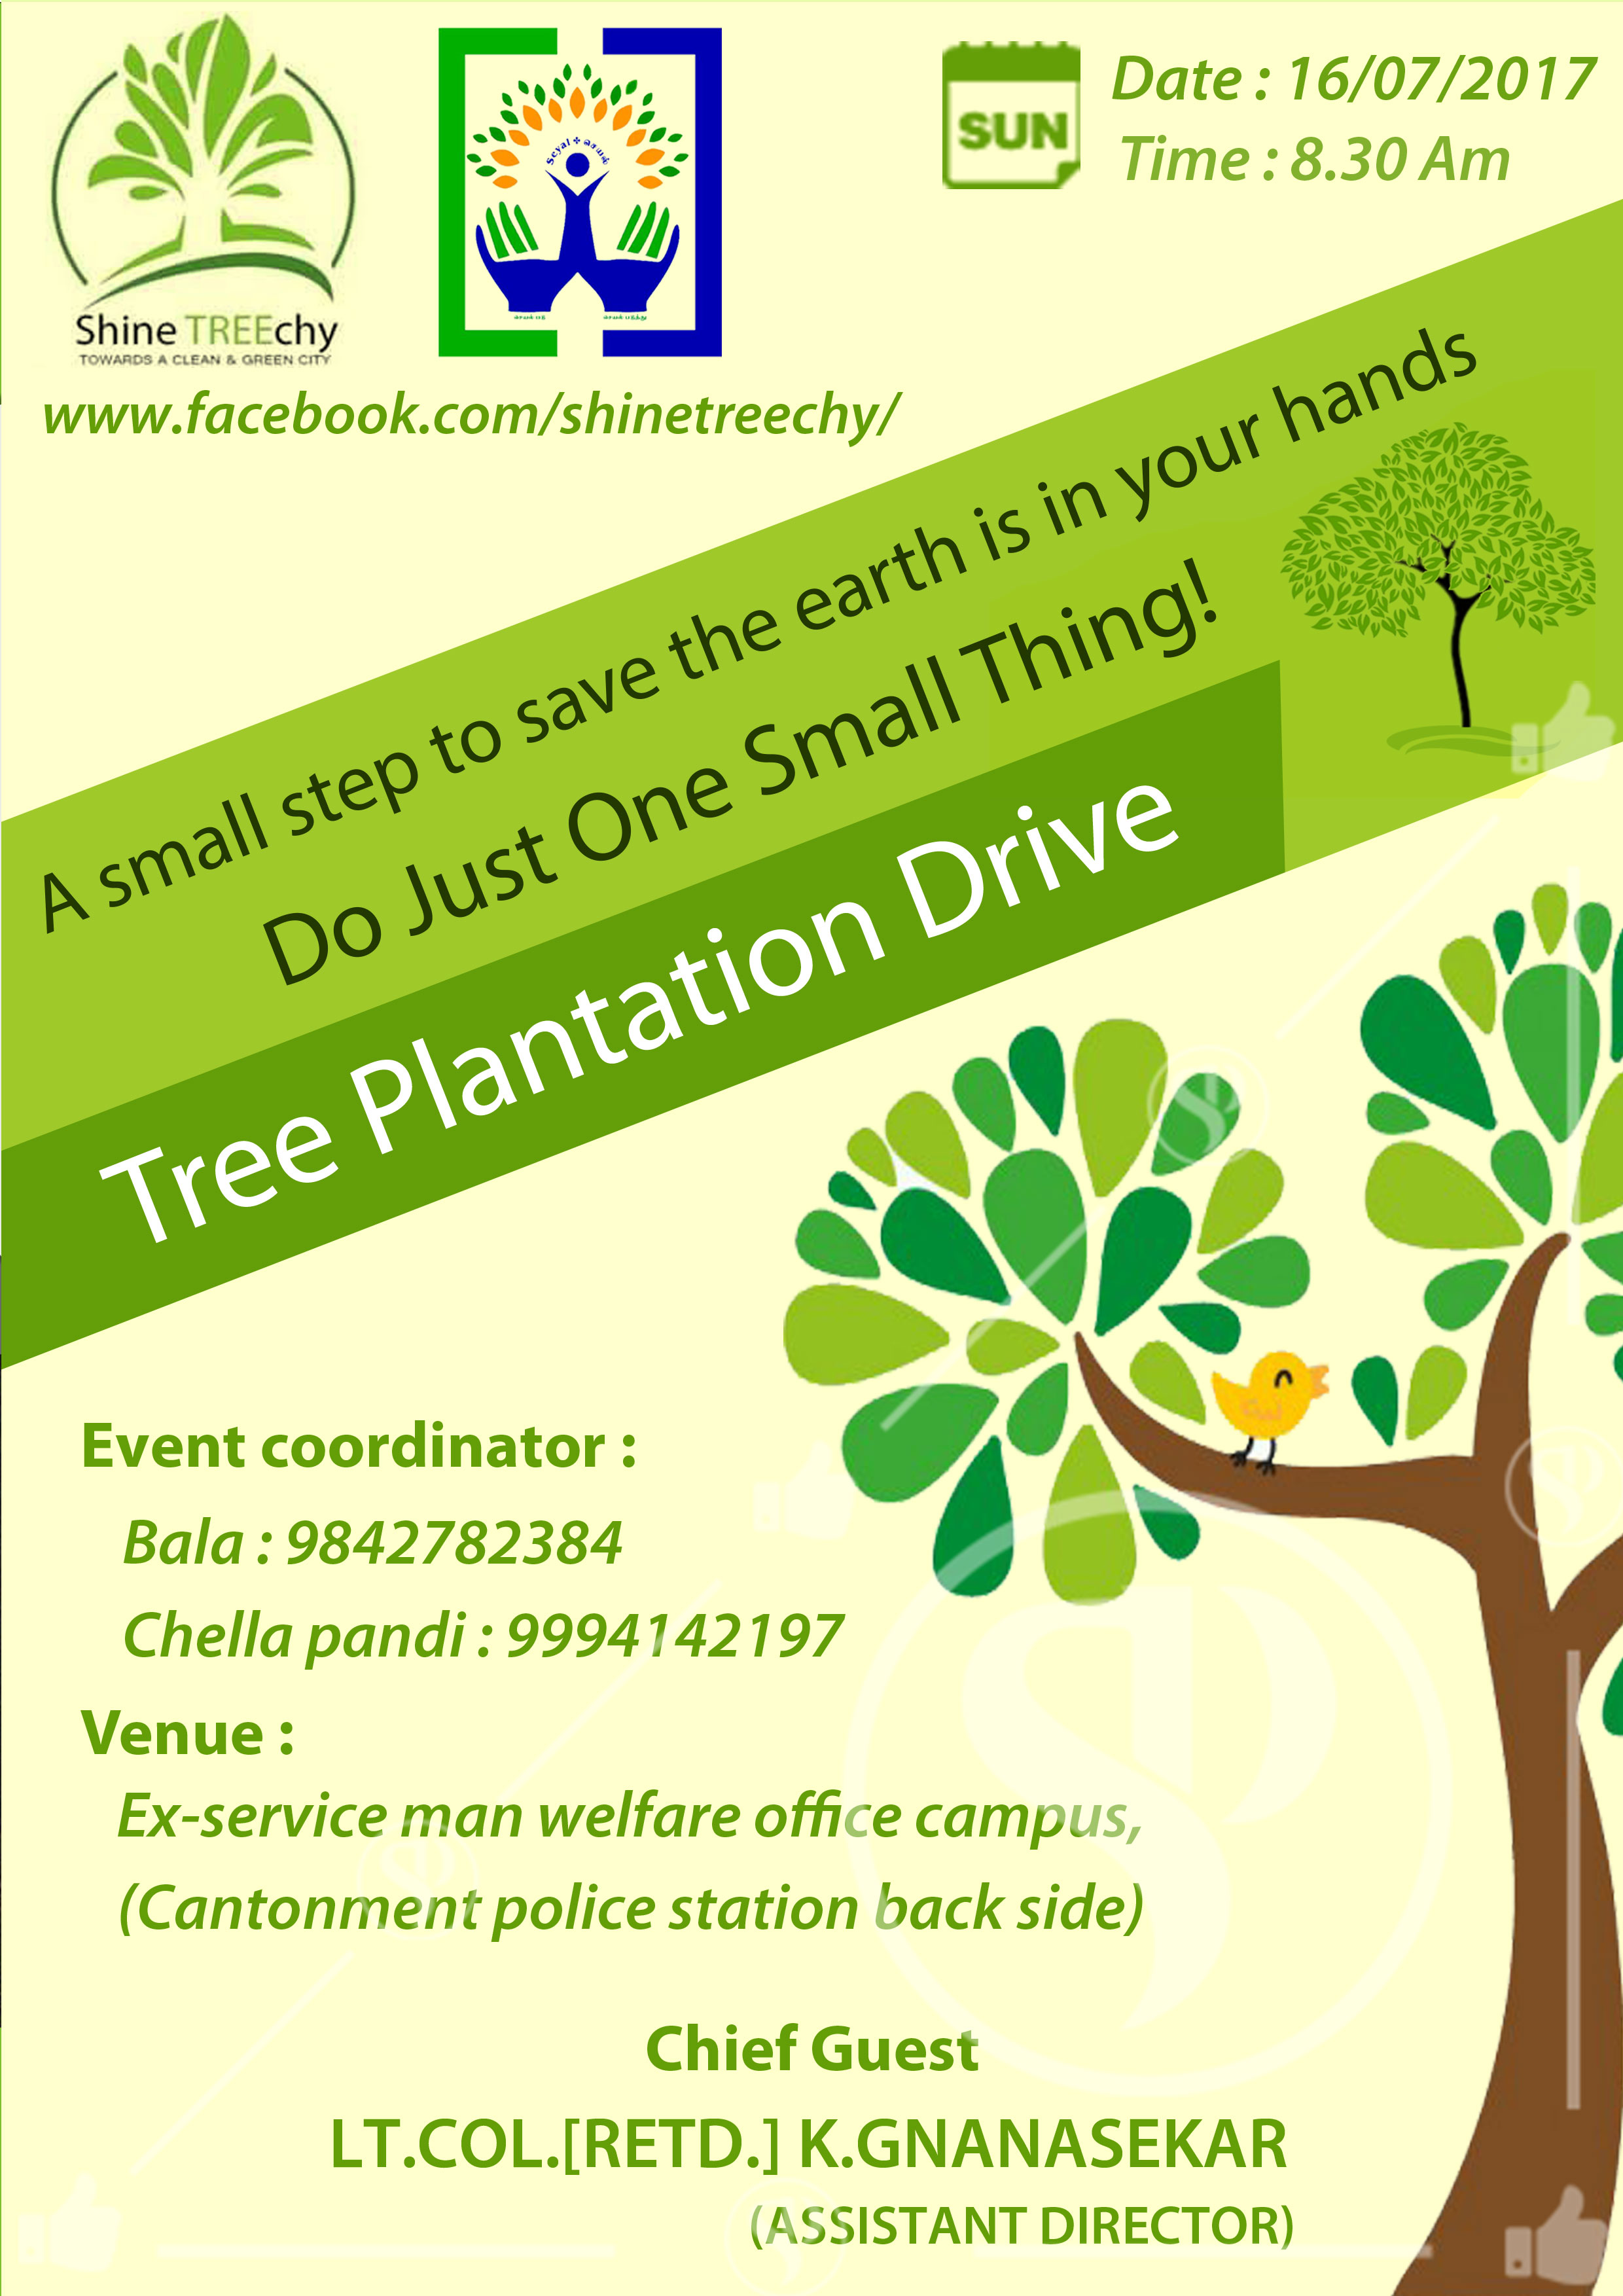 Shine TREEchy
TOWARDS A CLEAN & GREEN CITY
Seyal
SUN
Date : 16/07/2017
Time : 8.30 Am
www.facebook.com/shinetreechy/
A small step to save the earth is in your hands
Do Just One Small Thing!
Tree Plantation Drive
Event coordinator :
Bala : 9842782384
Chella pandi : 9994142197
Venue :
Ex-service man welfare office campus,
(Cantonment police station back side)
Chief Guest
LT.COL.[RETD.] K.GNANASEKAR
(ASSISTANT DIRECTOR)